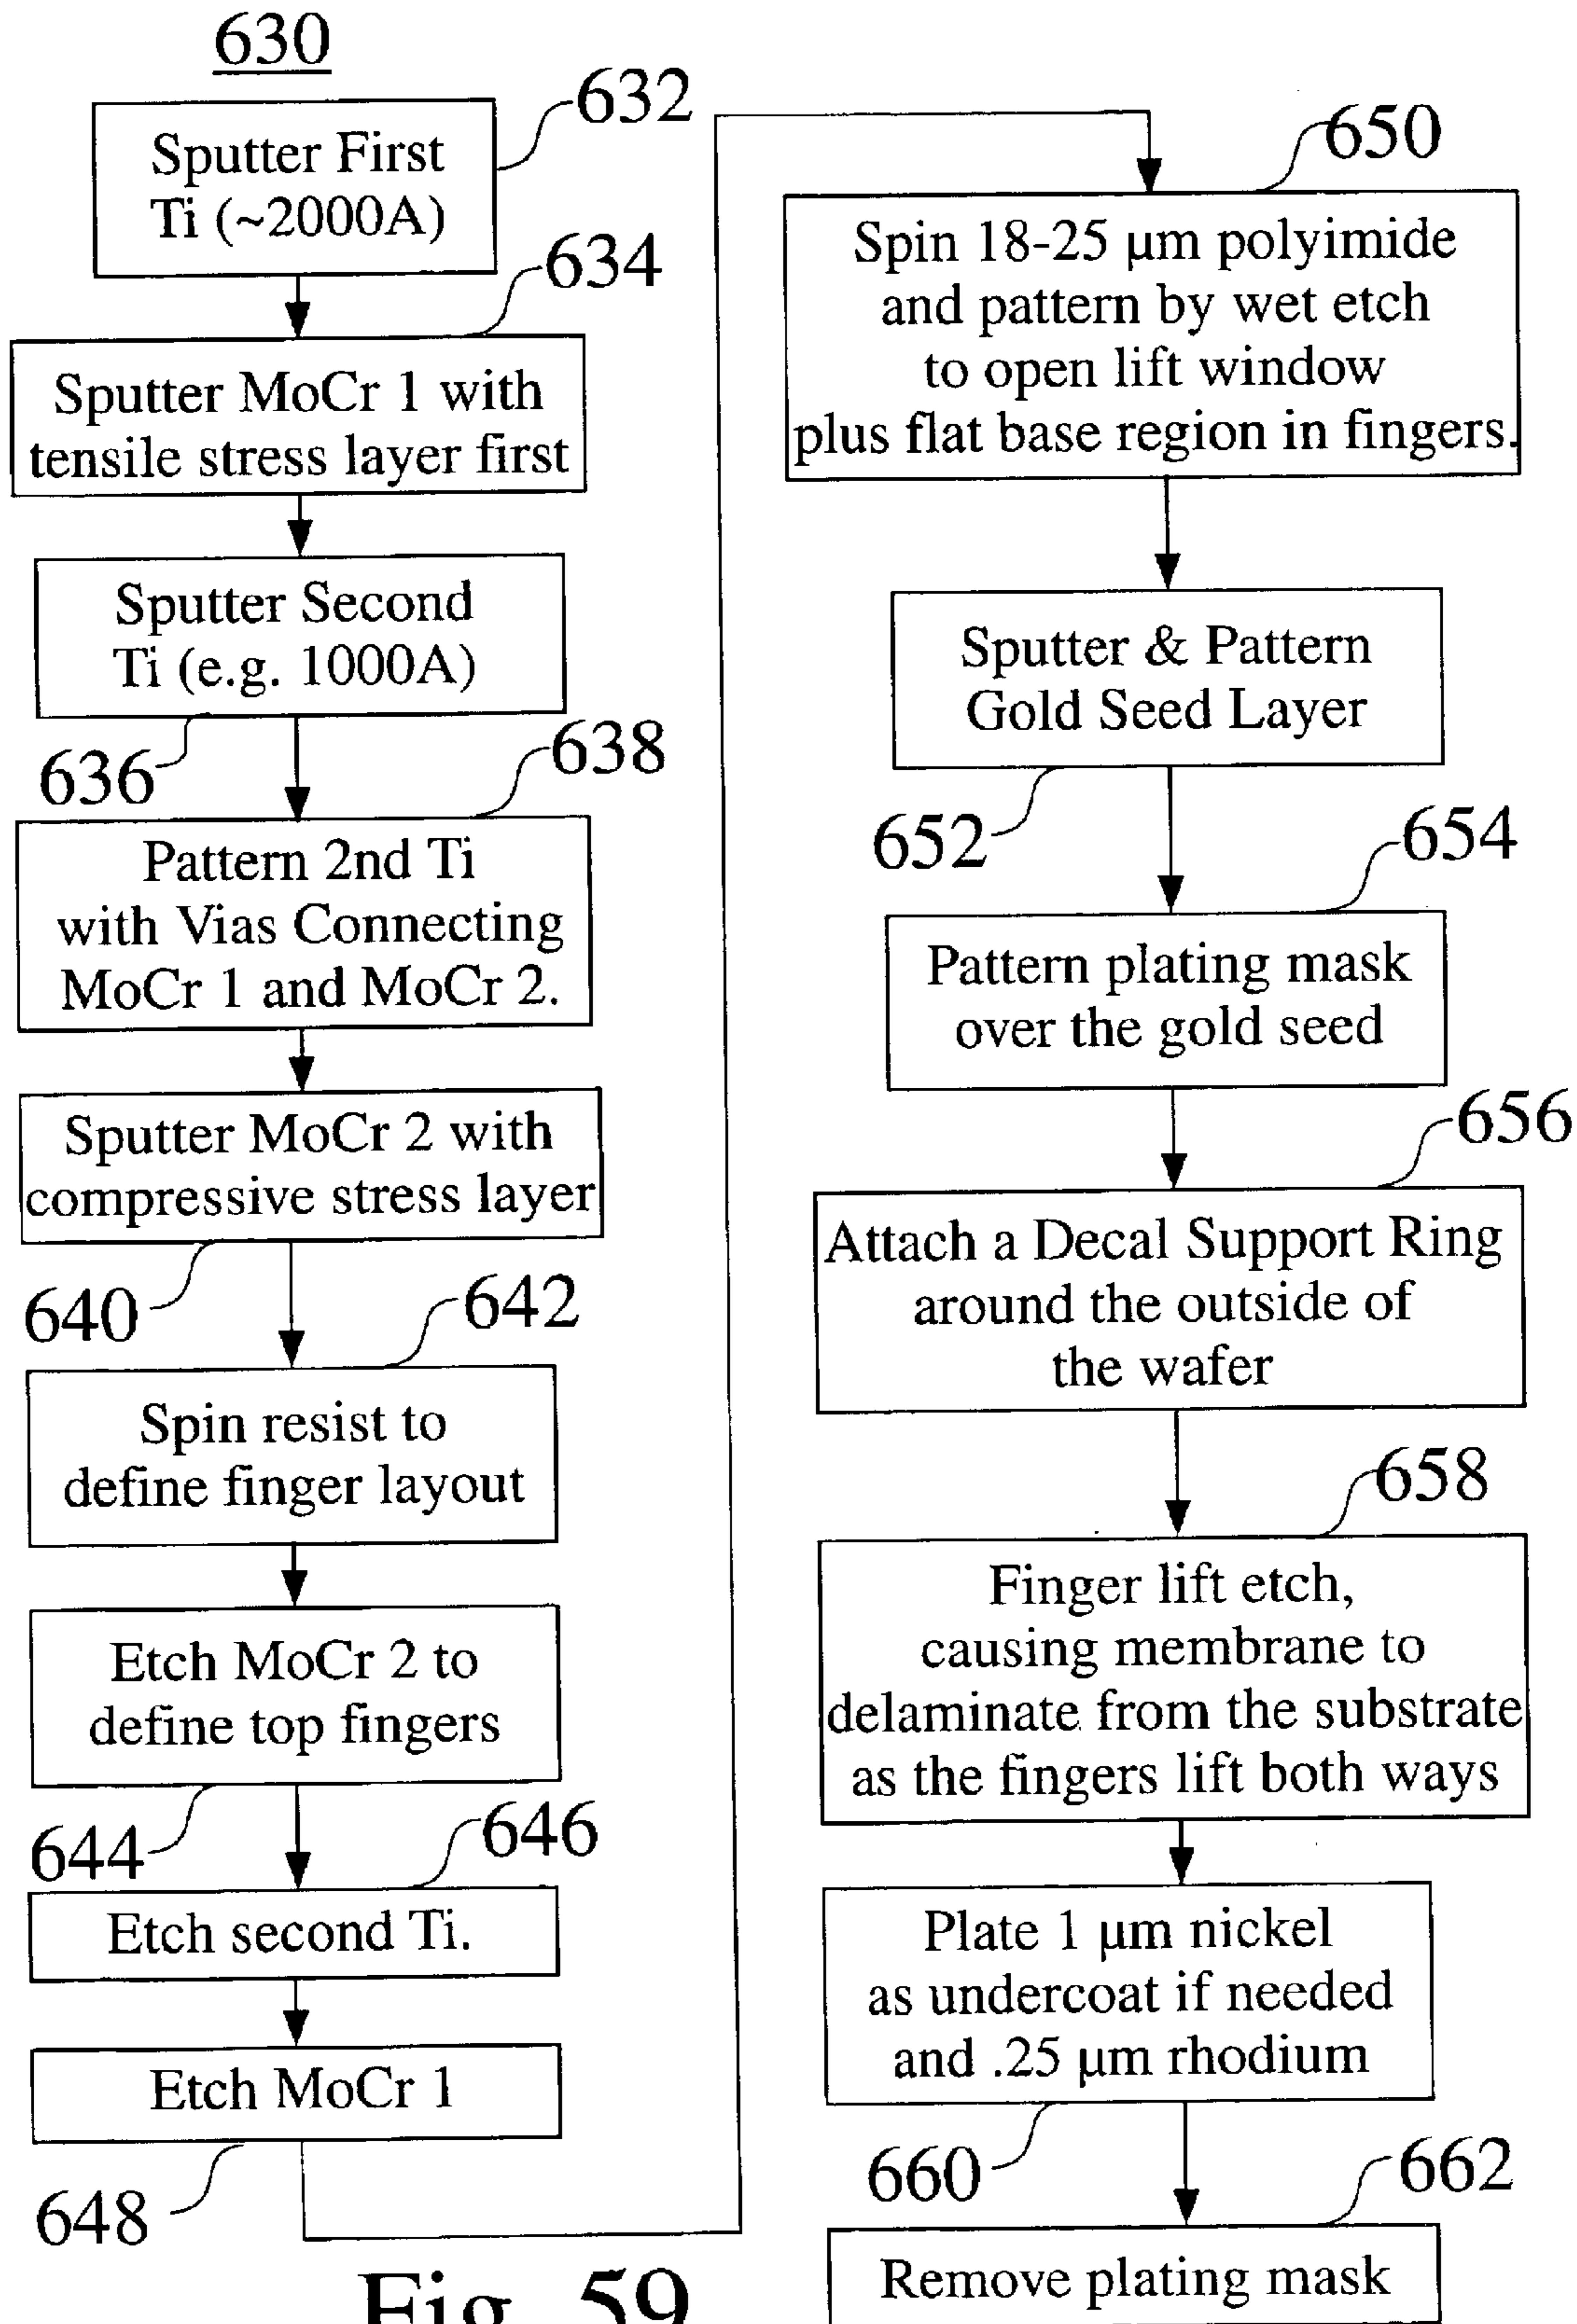 630
632
Sputter First
Ti (~2000A)
634
Sputter MoCr 1 with
tensile stress layer first
Sputter Second
Ti (e.g. 1000A)
636
638
Pattern 2nd Ti
with Vias Connecting
MoCr 1 and MoCr 2.
Sputter MoCr 2 with
compressive stress layer
640
642
Spin resist to
define finger layout
Etch MoCr 2 to
define top fingers
644
646
Etch second Ti.
Etch MoCr 1
648
650
Spin 18-25 µm polyimide
and pattern by wet etch
to open lift window
plus flat base region in fingers.
Sputter & Pattern
Gold Seed Layer
652
654
Pattern plating mask
over the gold seed
656
Attach a Decal Support Ring
around the outside of
the wafer
658
Finger lift etch,
causing membrane to
delaminate from the substrate
as the fingers lift both ways
Plate 1 µm nickel
as undercoat if needed
and .25 µm rhodium
660
662
Remove plating mask
Fig. 59